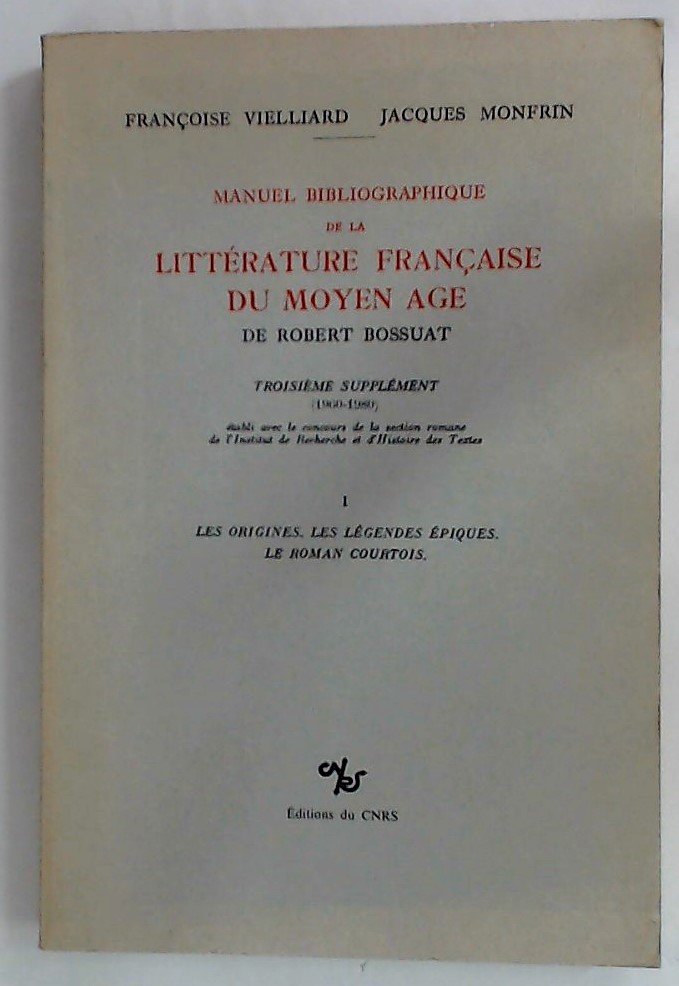 FRANÇOISE VIELLIARD JACQUES MONFRIN
MANUEL BIBLIOGRAPHIQUE
DE LA
LITTÉRATURE FRANÇAISE
DU MOYEN AGE
DE ROBERT BOSSUAT
TROISIÈME SUPPLÉMENT
(1960-1980)
établi avec le concours de la section romane
de l'Institut de Recherche et d'Histoire des Textes
I
LES ORIGINES. LES LÉGENDES ÉPIQUES.
LE ROMAN COURTOIS.
CNRS
Éditions du CNRS